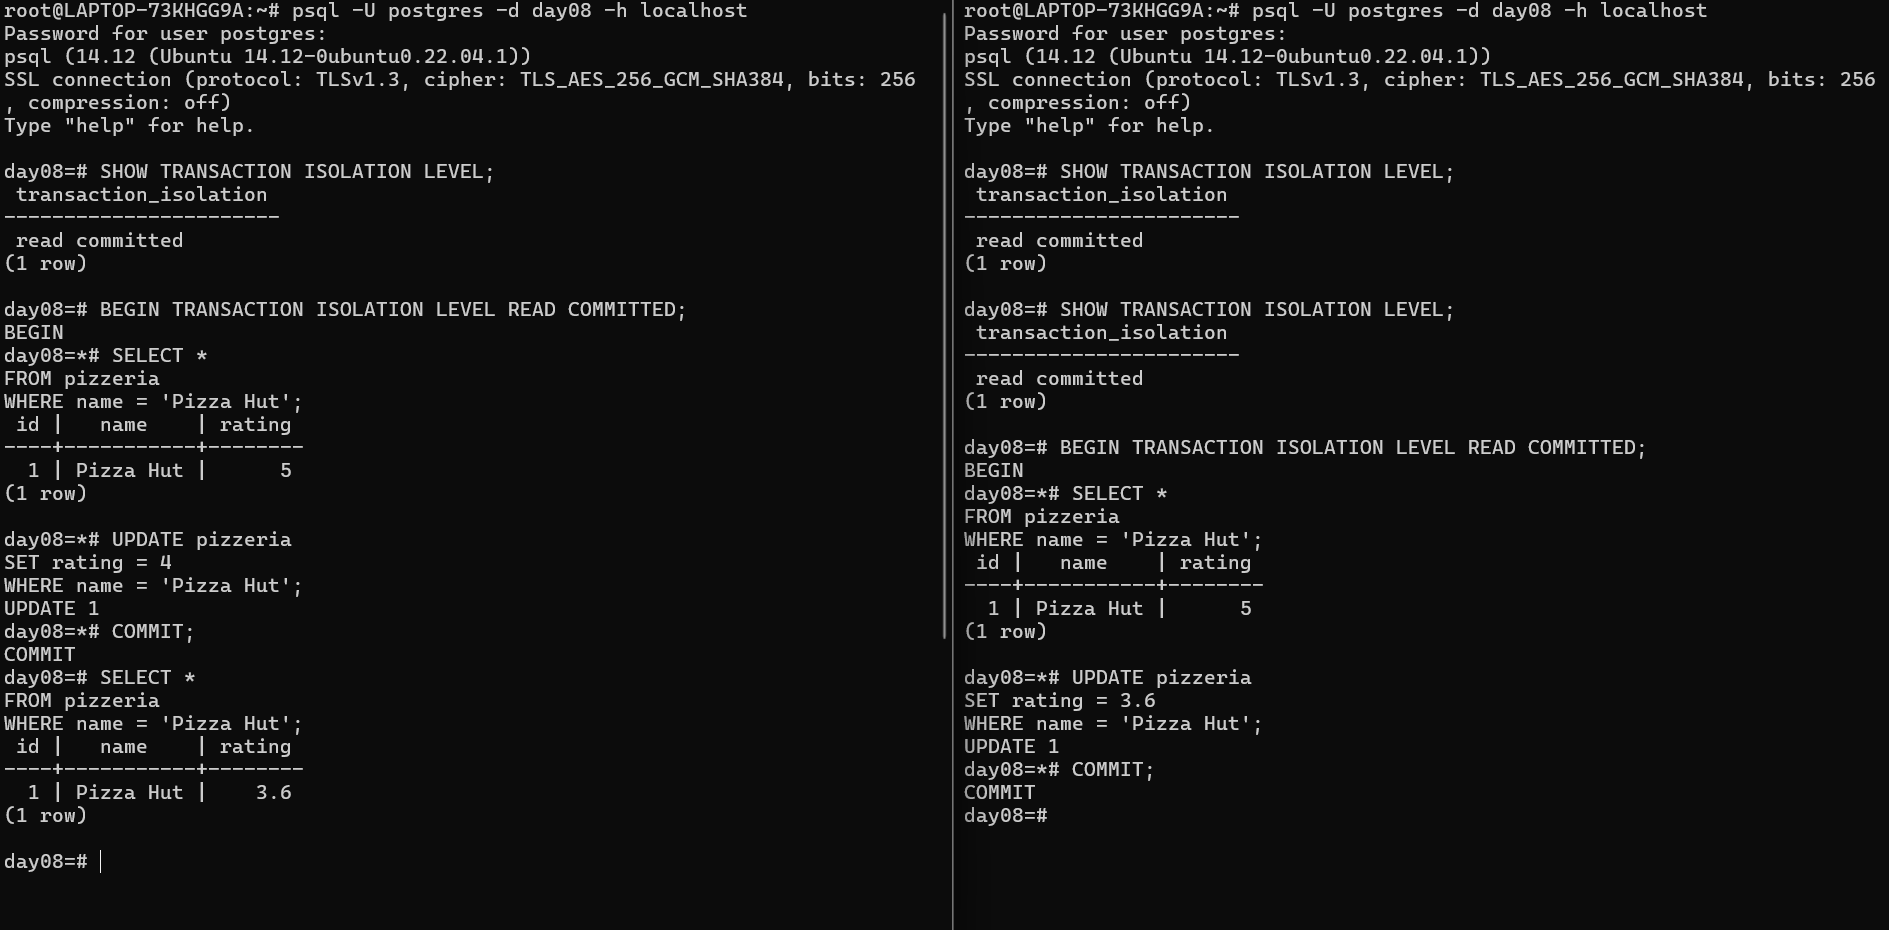 root@LAPTOP-73KHGG9A:~# psql -U postgres -d day08 -h localhost
Password for user postgres:
psql (14.12 (Ubuntu 14.12-0ubuntu0.22.04.1))
SSL connection (protocol: TLSv1.3, cipher: TLS_AES_256_GCM_SHA384, bits: 256
, compression: off)
Type "help" for help.

day08=# SHOW TRANSACTION ISOLATION LEVEL;
 transaction_isolation
-----------------------
 read committed
(1 row)

day08=# BEGIN TRANSACTION ISOLATION LEVEL READ COMMITTED;
BEGIN
day08=*# SELECT *
FROM pizzeria
WHERE name = 'Pizza Hut';
 id |   name    | rating
----+-----------+--------
  1 | Pizza Hut |      5
(1 row)

day08=*# UPDATE pizzeria
SET rating = 4
WHERE name = 'Pizza Hut';
UPDATE 1
day08=*# COMMIT;
COMMIT
day08=# SELECT *
FROM pizzeria
WHERE name = 'Pizza Hut';
 id |   name    | rating
----+-----------+--------
  1 | Pizza Hut |    3.6
(1 row)

day08=#
root@LAPTOP-73KHGG9A:~# psql -U postgres -d day08 -h localhost
Password for user postgres:
psql (14.12 (Ubuntu 14.12-0ubuntu0.22.04.1))
SSL connection (protocol: TLSv1.3, cipher: TLS_AES_256_GCM_SHA384, bits: 256
, compression: off)
Type "help" for help.

day08=# SHOW TRANSACTION ISOLATION LEVEL;
 transaction_isolation
-----------------------
 read committed
(1 row)

day08=# SHOW TRANSACTION ISOLATION LEVEL;
 transaction_isolation
-----------------------
 read committed
(1 row)

day08=# BEGIN TRANSACTION ISOLATION LEVEL READ COMMITTED;
BEGIN
day08=*# SELECT *
FROM pizzeria
WHERE name = 'Pizza Hut';
 id |   name    | rating
----+-----------+--------
  1 | Pizza Hut |      5
(1 row)

day08=*# UPDATE pizzeria
SET rating = 3.6
WHERE name = 'Pizza Hut';
UPDATE 1
day08=*# COMMIT;
COMMIT
day08=#